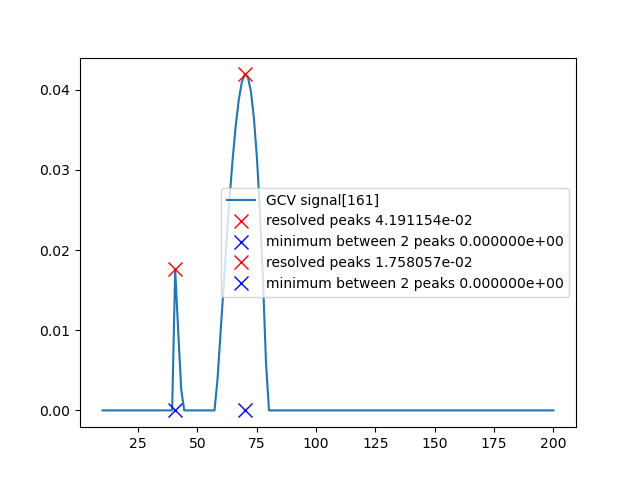 0.04
0.03
0.02
0.01
0.00
GCV signal[161]
resolved peaks 4.191154e-02
minimum between 2 peaks 0.000000e+00
resolved peaks 1.758057e-02
minimum between 2 peaks 0.000000e+00
25 50 75 100 125 150 175 200